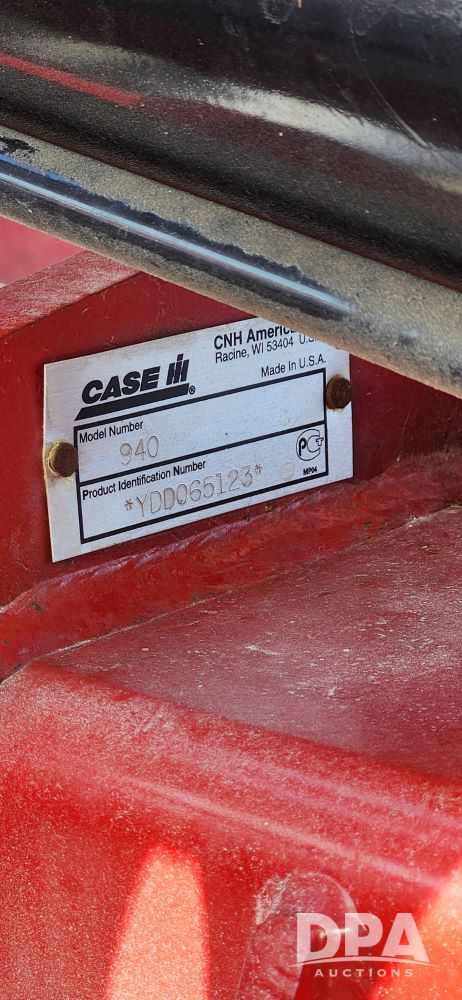 CNH America
Racine, WI 53404 U.S.
Made in U.S.A.
CASE IH
®
Model Number
940
Product Identification Number
*YDD065123*
PCT
MP04
DPA
AUCTIONS